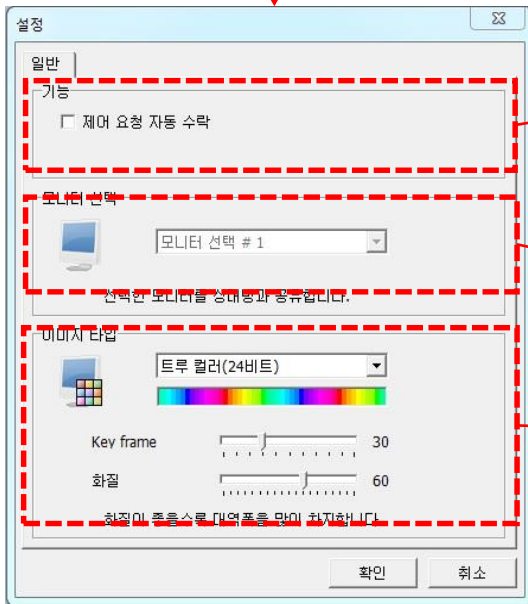 설정
일반
기능
제어 요청 자동 수락
모니터 선택
모니터 선택 # 1
선택한 모니터를 상대방과 공유합니다.
이미지 타입
트루 컬러(24비트)
Key frame 30
화질 60
화질이 좋을수록 대역폭을 많이 차지합니다
확인 취소